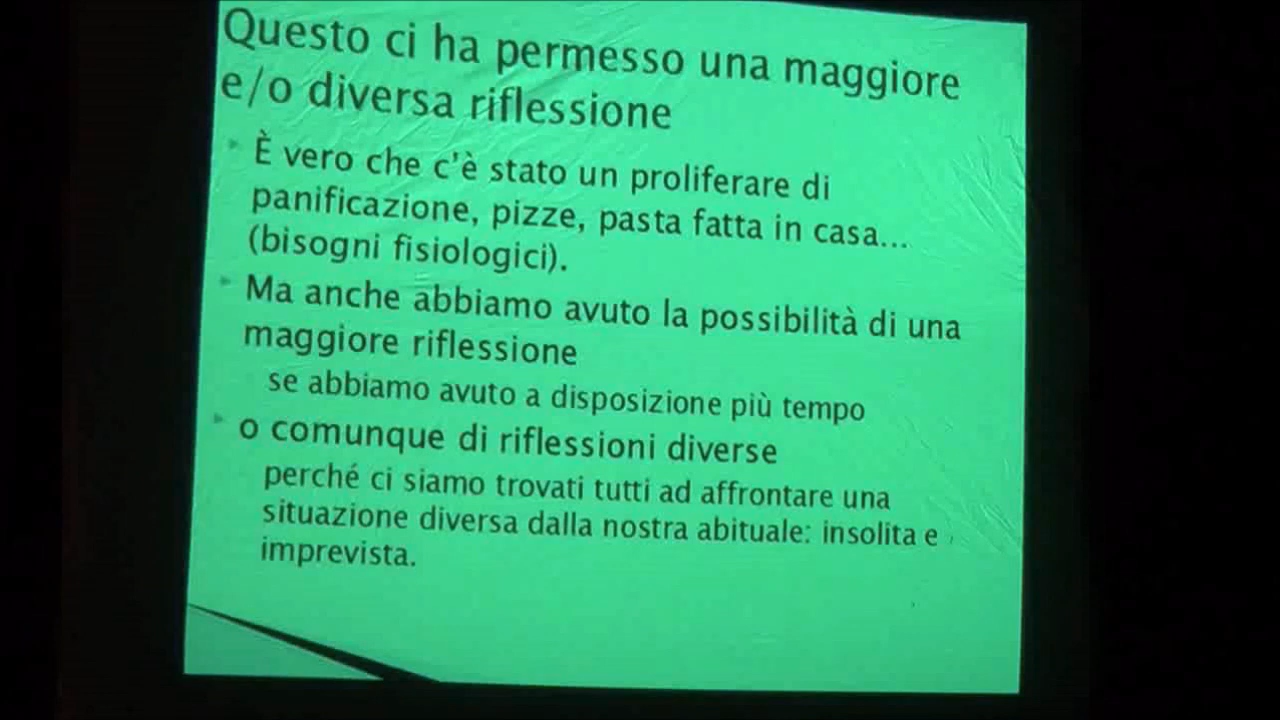 Questo ci ha permesso una maggiore
e/o diversa riflessione
È vero che c'è stato un proliferare di
panificazione, pizze, pasta fatta in casa...
(bisogni fisiologici).
Ma anche abbiamo avuto la possibilità di una
maggiore riflessione
se abbiamo avuto a disposizione più tempo
o comunque di riflessioni diverse
perché ci siamo trovati tutti ad affrontare una
situazione diversa dalla nostra abituale: insolita e
imprevista.